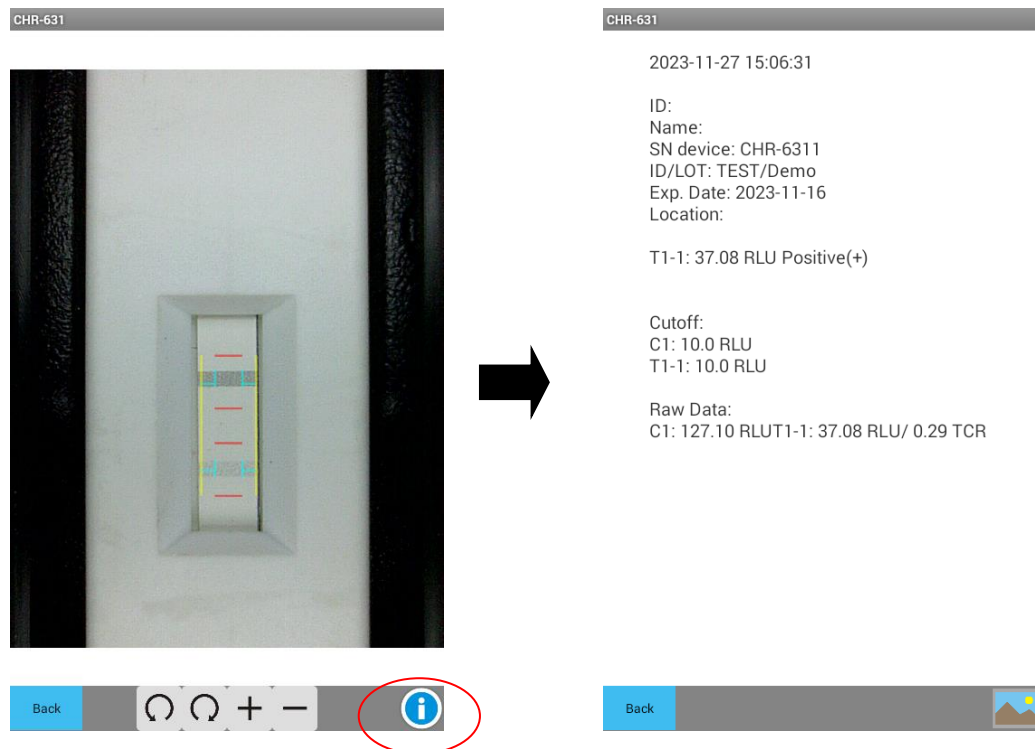 CHR-631
Back
CHR-631
2023-11-27 15:06:31
ID:
Name:
SN device: CHR-6311
ID/LOT: TEST/Demo
Exp. Date: 2023-11-16
Location:
T1-1: 37.08 RLU Positive(+)
Cutoff:
C1: 10.0 RLU
T1-1: 10.0 RLU
Raw Data:
C1: 127.10 RLUT1-1: 37.08 RLU/ 0.29 TCR
Back